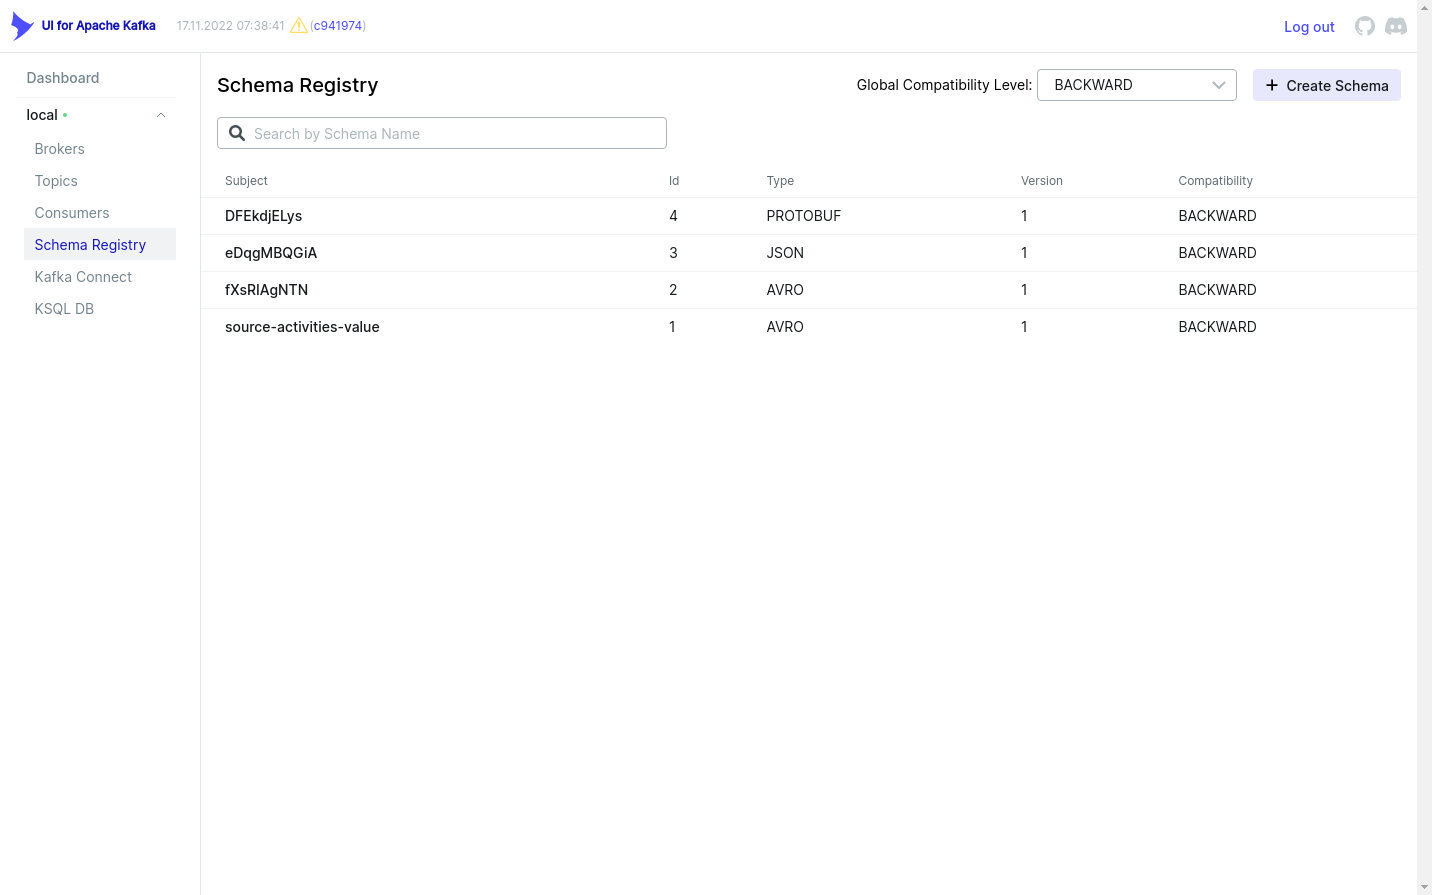 UI for Apache Kafka 17.11.2022 07:38:41 (c941974) Log out
Dashboard
local
Brokers
Topics
Consumers
Schema Registry
Kafka Connect
KSQL DB
Schema Registry Global Compatibility Level: BACKWARD Create Schema
Search by Schema Name
Subject Id Type Version Compatibility
DFEkdjELys 4 PROTOBUF 1 BACKWARD
eDqgMBQGiA 3 JSON 1 BACKWARD
fXsRlAgNTN 2 AVRO 1 BACKWARD
source-activities-value 1 AVRO 1 BACKWARD